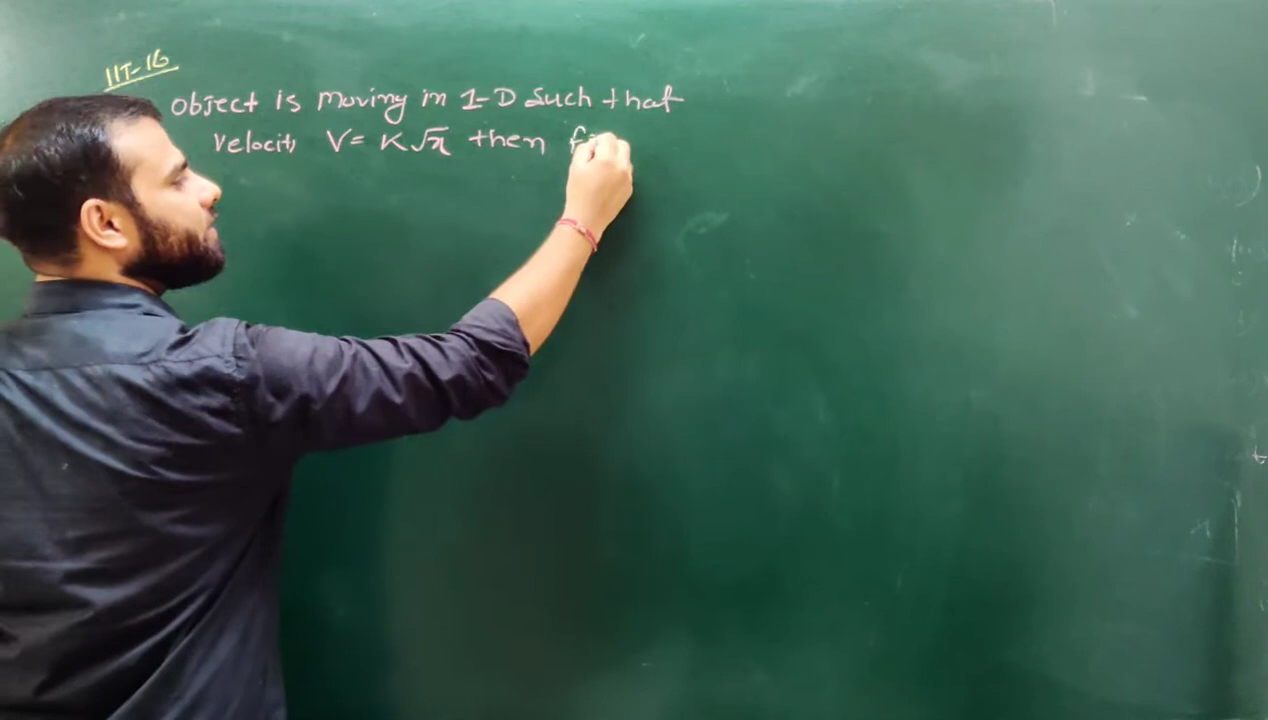 IIT-16
object is moving in 1-D such that
velocity V = K√x then